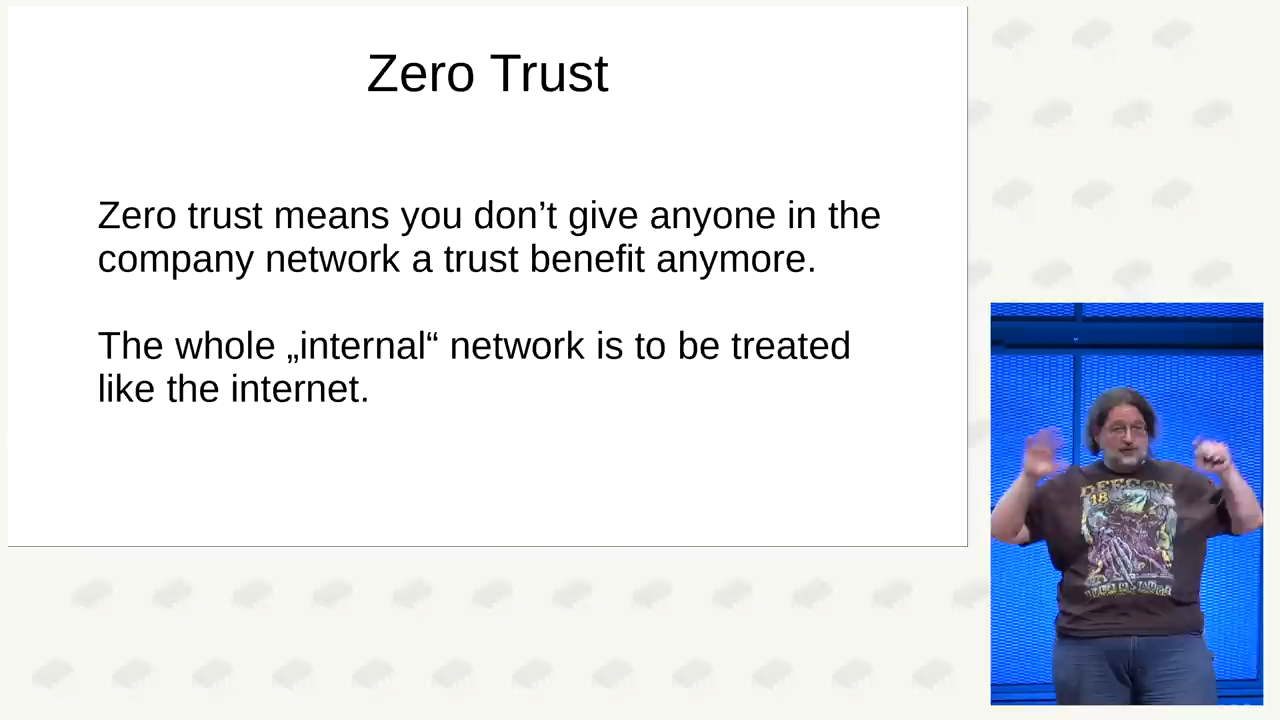 Zero Trust
Zero trust means you don’t give anyone in the
company network a trust benefit anymore.
The whole „internal“ network is to be treated
like the internet.
DEFCON
18